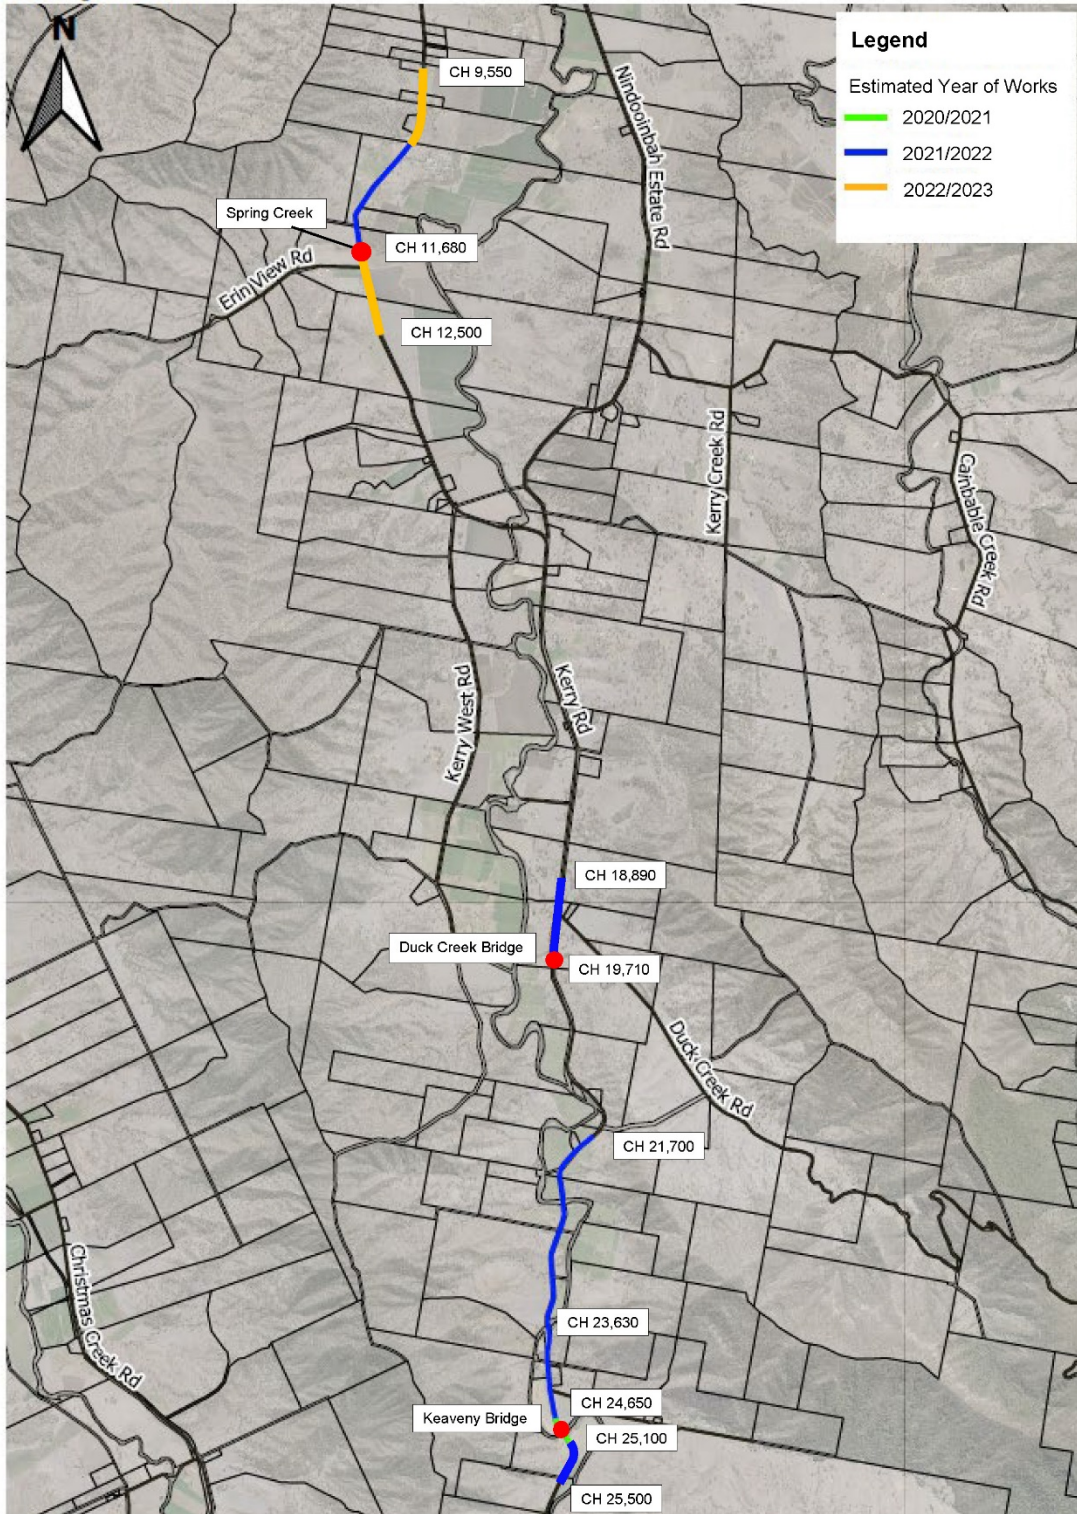 N
Legend
Estimated Year of Works
2020/2021
2021/2022
2022/2023
CH 9,550
Nindooinbah Estate Rd
Spring Creek
CH 11,680
Erin View Rd
CH 12,500
Kerry Creek Rd
Cainbable Creek Rd
Kerry West Rd
Kerry Rd
CH 18,890
Duck Creek Bridge
CH 19,710
Duck Creek Rd
CH 21,700
Christmas Creek Rd
CH 23,630
CH 24,650
Keaveny Bridge
CH 25,100
CH 25,500